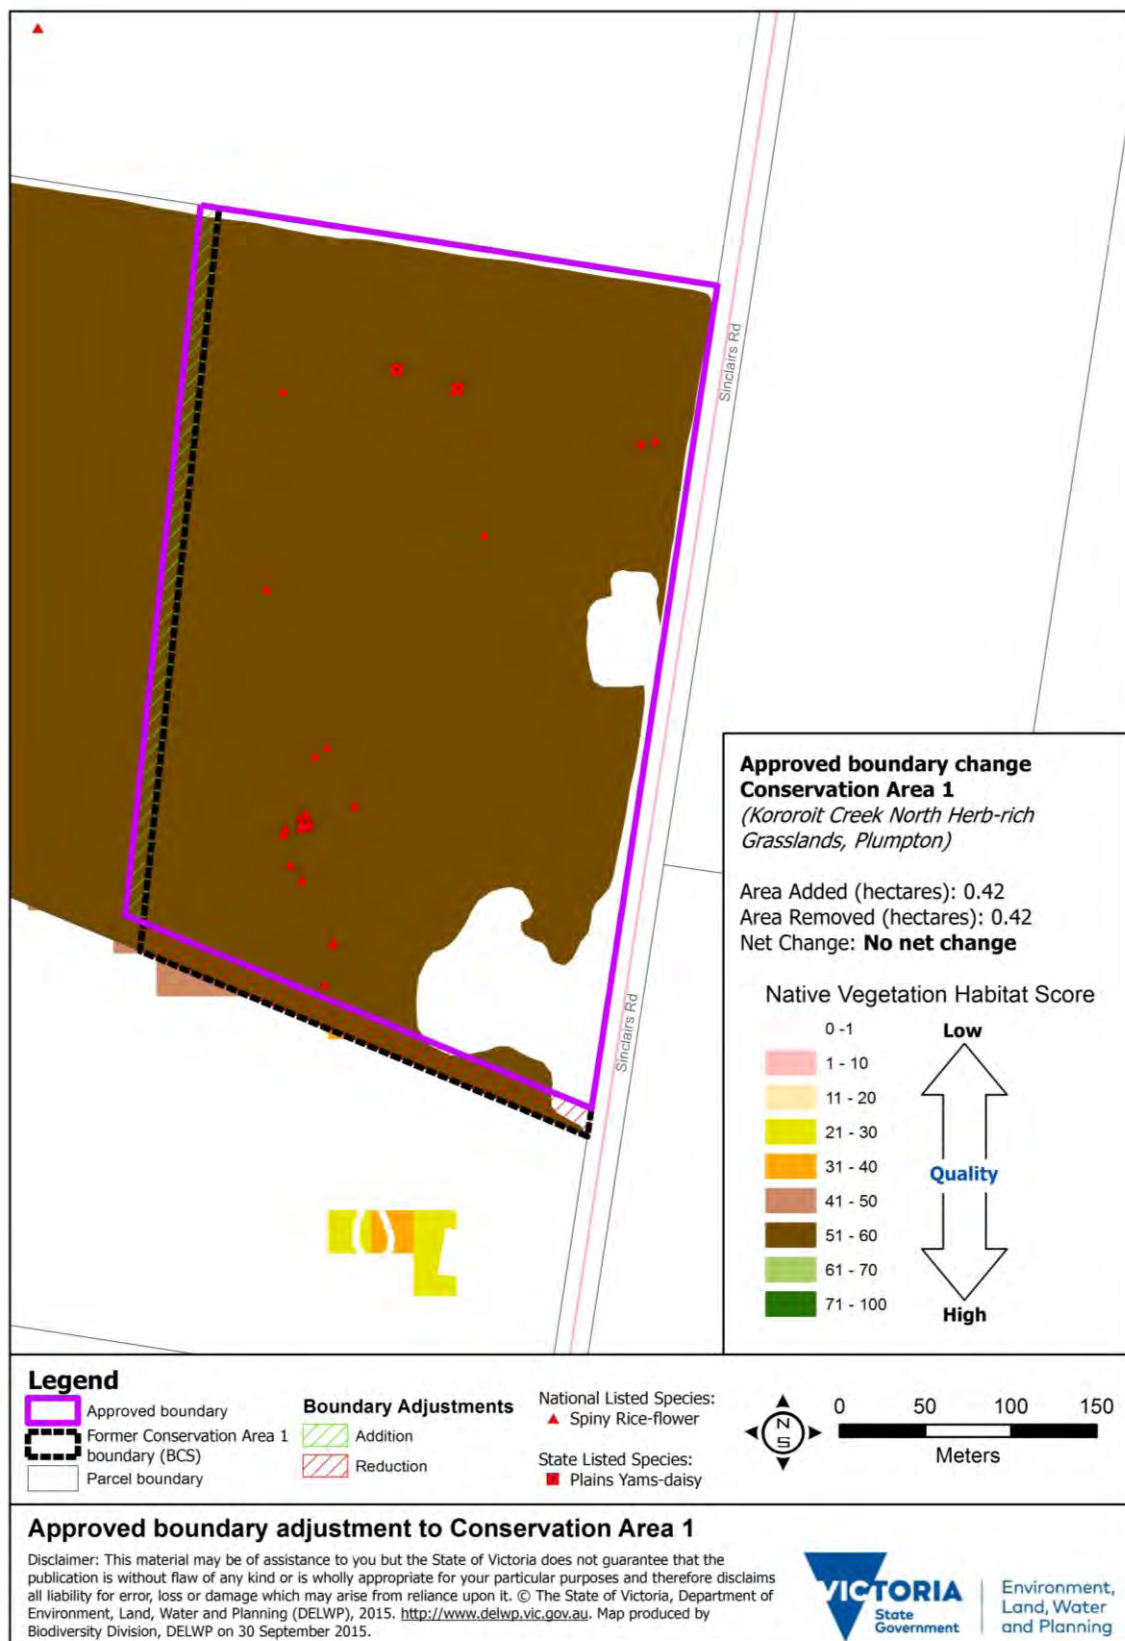 Sinclairs Rd
Sinclairs Rd
Approved boundary change
Conservation Area 1
(Kororoit Creek North Herb-rich
Grasslands, Plumpton)
Area Added (hectares): 0.42
Area Removed (hectares): 0.42
Net Change: No net change
Native Vegetation Habitat Score
0 -1
1 - 10
11 - 20
21 - 30
31 - 40
41 - 50
51 - 60
61 - 70
71 - 100
Low
Quality
High
Legend
Approved boundary
Former Conservation Area 1
boundary (BCS)
Parcel boundary
Boundary Adjustments
Addition
Reduction
National Listed Species:
Spiny Rice-flower
State Listed Species:
Plains Yams-daisy
N
S
0 50 100 150
Meters
Approved boundary adjustment to Conservation Area 1
Disclaimer: This material may be of assistance to you but the State of Victoria does not guarantee that the
publication is without flaw of any kind or is wholly appropriate for your particular purposes and therefore disclaims
all liability for error, loss or damage which may arise from reliance upon it. © The State of Victoria, Department of
Environment, Land, Water and Planning (DELWP), 2015. http://www.delwp.vic.gov.au. Map produced by
Biodiversity Division, DELWP on 30 September 2015.
VICTORIA
State
Government
Environment,
Land, Water
and Planning